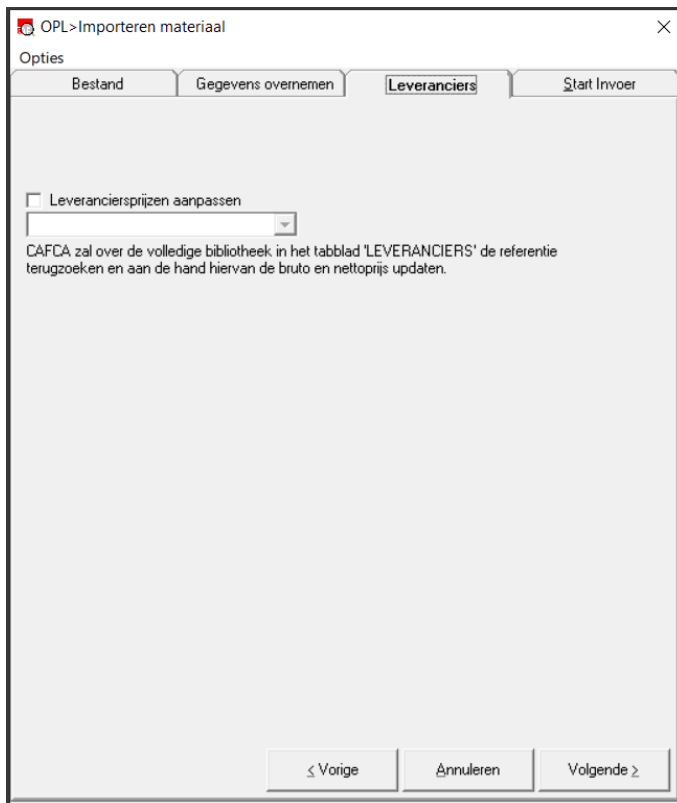 OPL>Importeren materiaal
Opties
Bestand Gegevens overnemen Leveranciers Start Invoer
Leveranciersprijzen aanpassen
CAFCA zal over de volledige bibliotheek in het tabblad 'LEVERANCIERS' de referentie
terugzoeken en aan de hand hiervan de bruto en nettoprijs updaten.
< Vorige Annuleren Volgende >